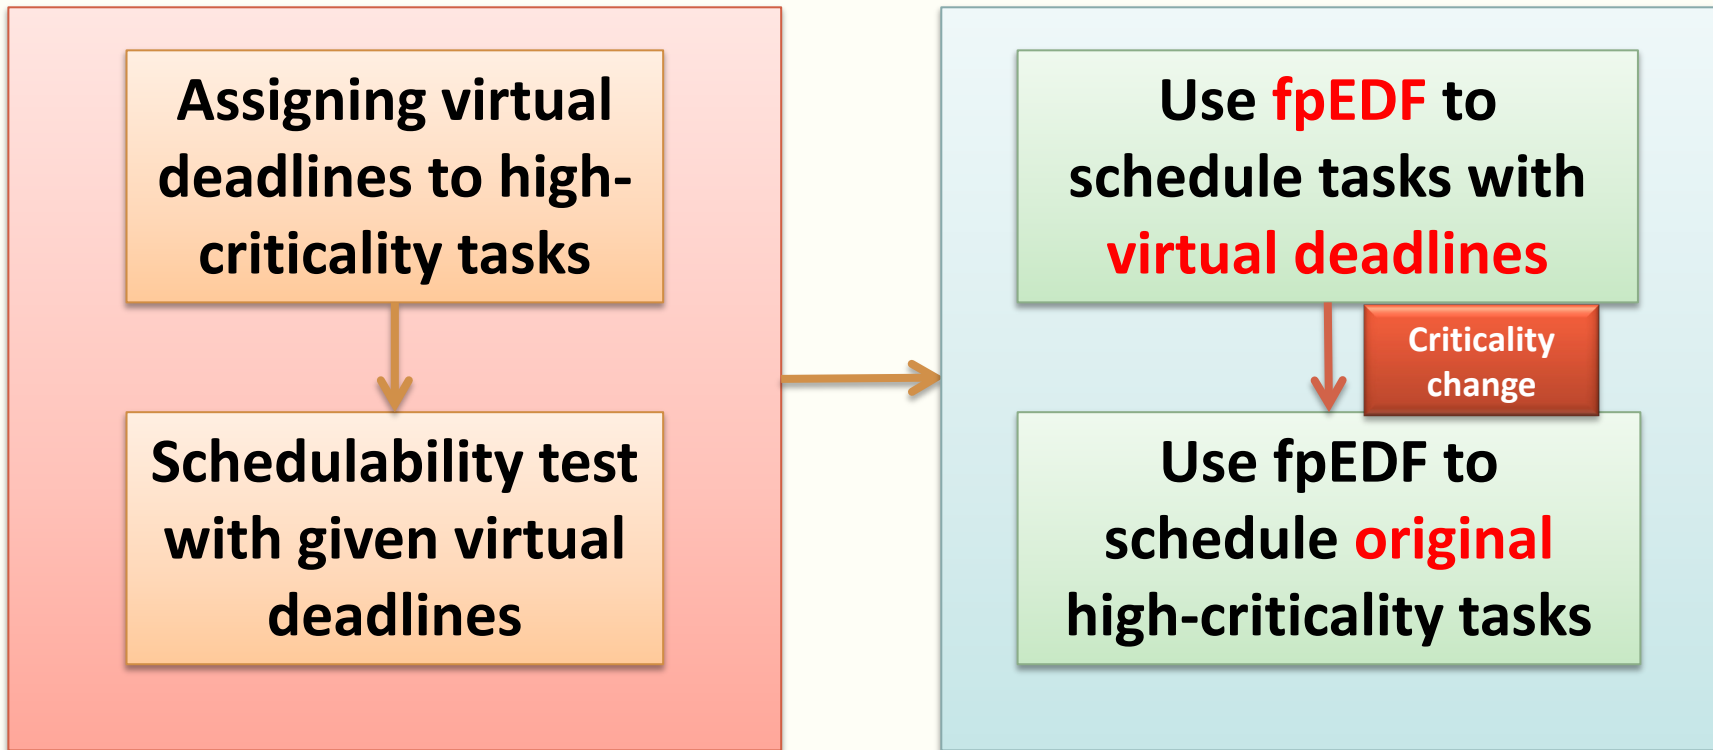 Assigning virtual
deadlines to high-
criticality tasks
Schedulability test
with given virtual
deadlines
Use fpEDF to
schedule tasks with
virtual deadlines
Criticality
change
Use fpEDF to
schedule original
high-criticality tasks